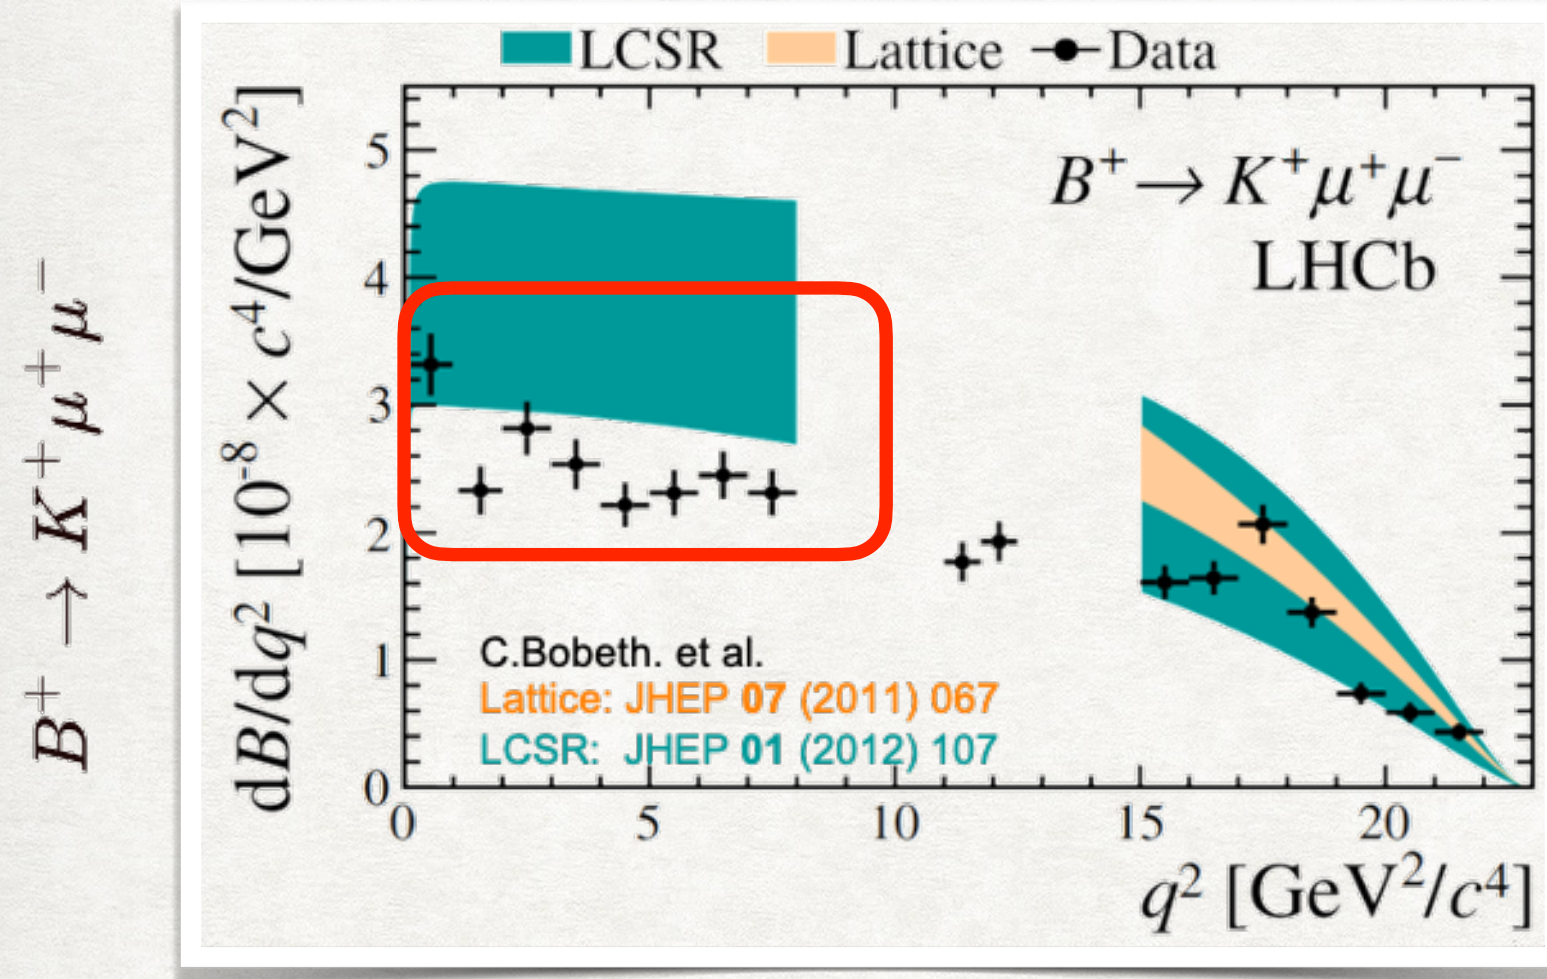 B⁺ → K⁺ μ⁺ μ⁻
LCSR Lattice Data
dB/dq² [10⁻⁸ × c⁴/GeV²]
5
4
3
2
1
0
B⁺ → K⁺μ⁺μ⁻
LHCb
C.Bobeth. et al.
Lattice: JHEP 07 (2011) 067
LCSR: JHEP 01 (2012) 107
0 5 10 15 20
q² [GeV²/c⁴]